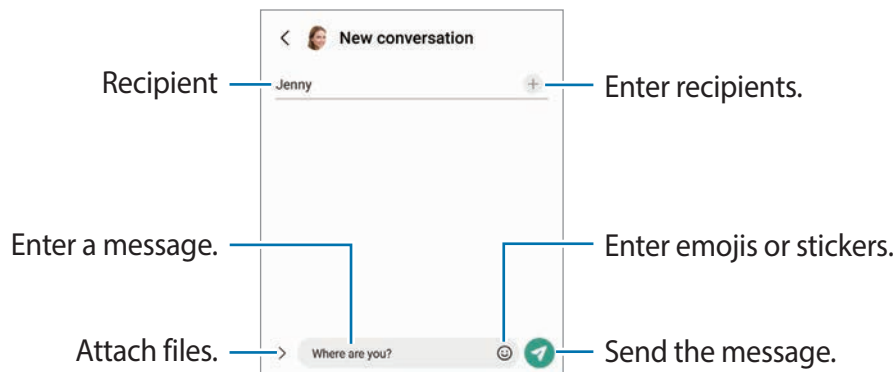 New conversation
Recipient
Jenny
Enter recipients.
Enter a message.
Enter emojis or stickers.
Attach files.
Where are you?
Send the message.